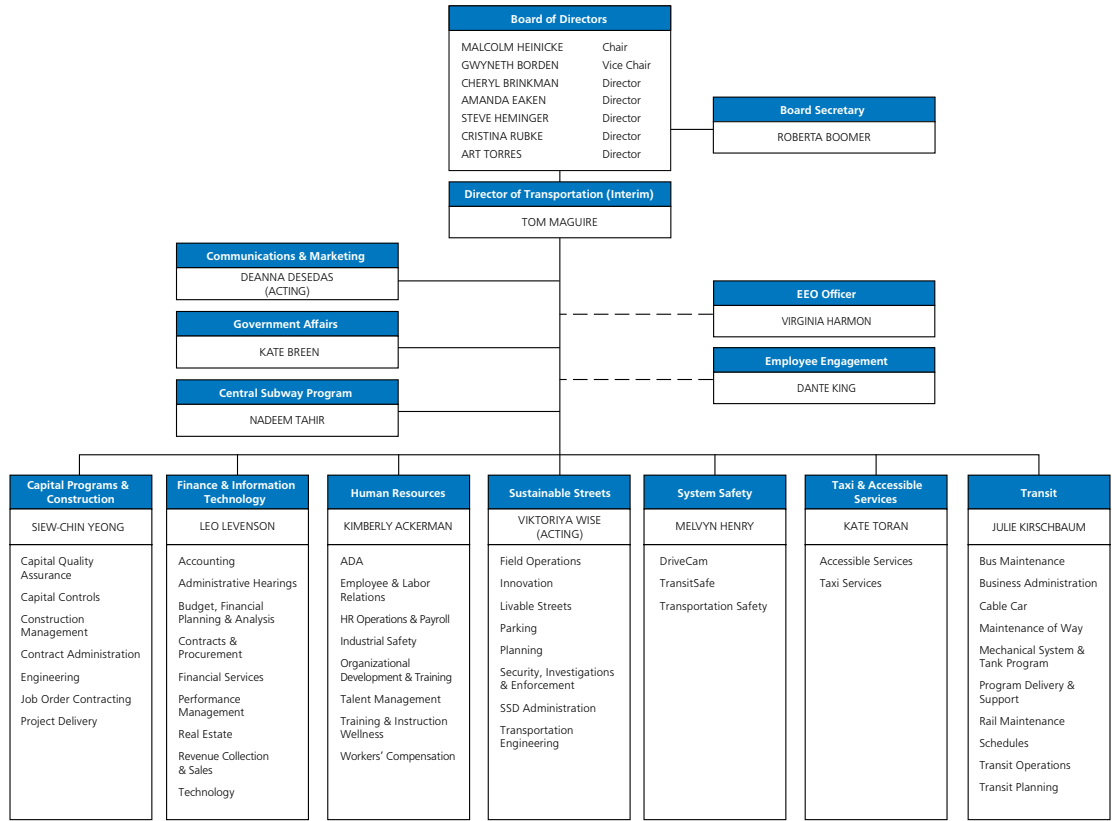 Board of Directors
MALCOLM HEINICKE Chair
GWYNETH BORDEN Vice Chair
CHERYL BRINKMAN Director
AMANDA EAKEN Director
STEVE HEMINGER Director
CRISTINA RUBKE Director
ART TORRES Director
Board Secretary
ROBERTA BOOMER
Director of Transportation (Interim)
TOM MAGUIRE
Communications & Marketing
DEANNA DESEDAS
(ACTING)
Government Affairs
KATE BREEN
Central Subway Program
NADEEM TAHIR
EEO Officer
VIRGINIA HARMON
Employee Engagement
DANTE KING
Capital Programs &
Construction
SIEW-CHIN YEONG
Capital Quality
Assurance
Capital Controls
Construction
Management
Contract Administration
Engineering
Job Order Contracting
Project Delivery
Finance & Information
Technology
LEO LEVENSON
Accounting
Administrative Hearings
Budget, Financial
Planning & Analysis
Contracts &
Procurement
Financial Services
Performance
Management
Real Estate
Revenue Collection
& Sales
Technology
Human Resources
KIMBERLY ACKERMAN
ADA
Employee & Labor
Relations
HR Operations & Payroll
Industrial Safety
Organizational
Development & Training
Talent Management
Training & Instruction
Wellness
Workers' Compensation
Sustainable Streets
VIKTORIYA WISE
(ACTING)
Field Operations
Innovation
Livable Streets
Parking
Planning
Security, Investigations
& Enforcement
SSD Administration
Transportation
Engineering
System Safety
MELVYN HENRY
DriveCam
TransitSafe
Transportation Safety
Taxi & Accessible
Services
KATE TORAN
Accessible Services
Taxi Services
Transit
JULIE KIRSCHBAUM
Bus Maintenance
Business Administration
Cable Car
Maintenance of Way
Mechanical System &
Tank Program
Program Delivery &
Support
Rail Maintenance
Schedules
Transit Operations
Transit Planning